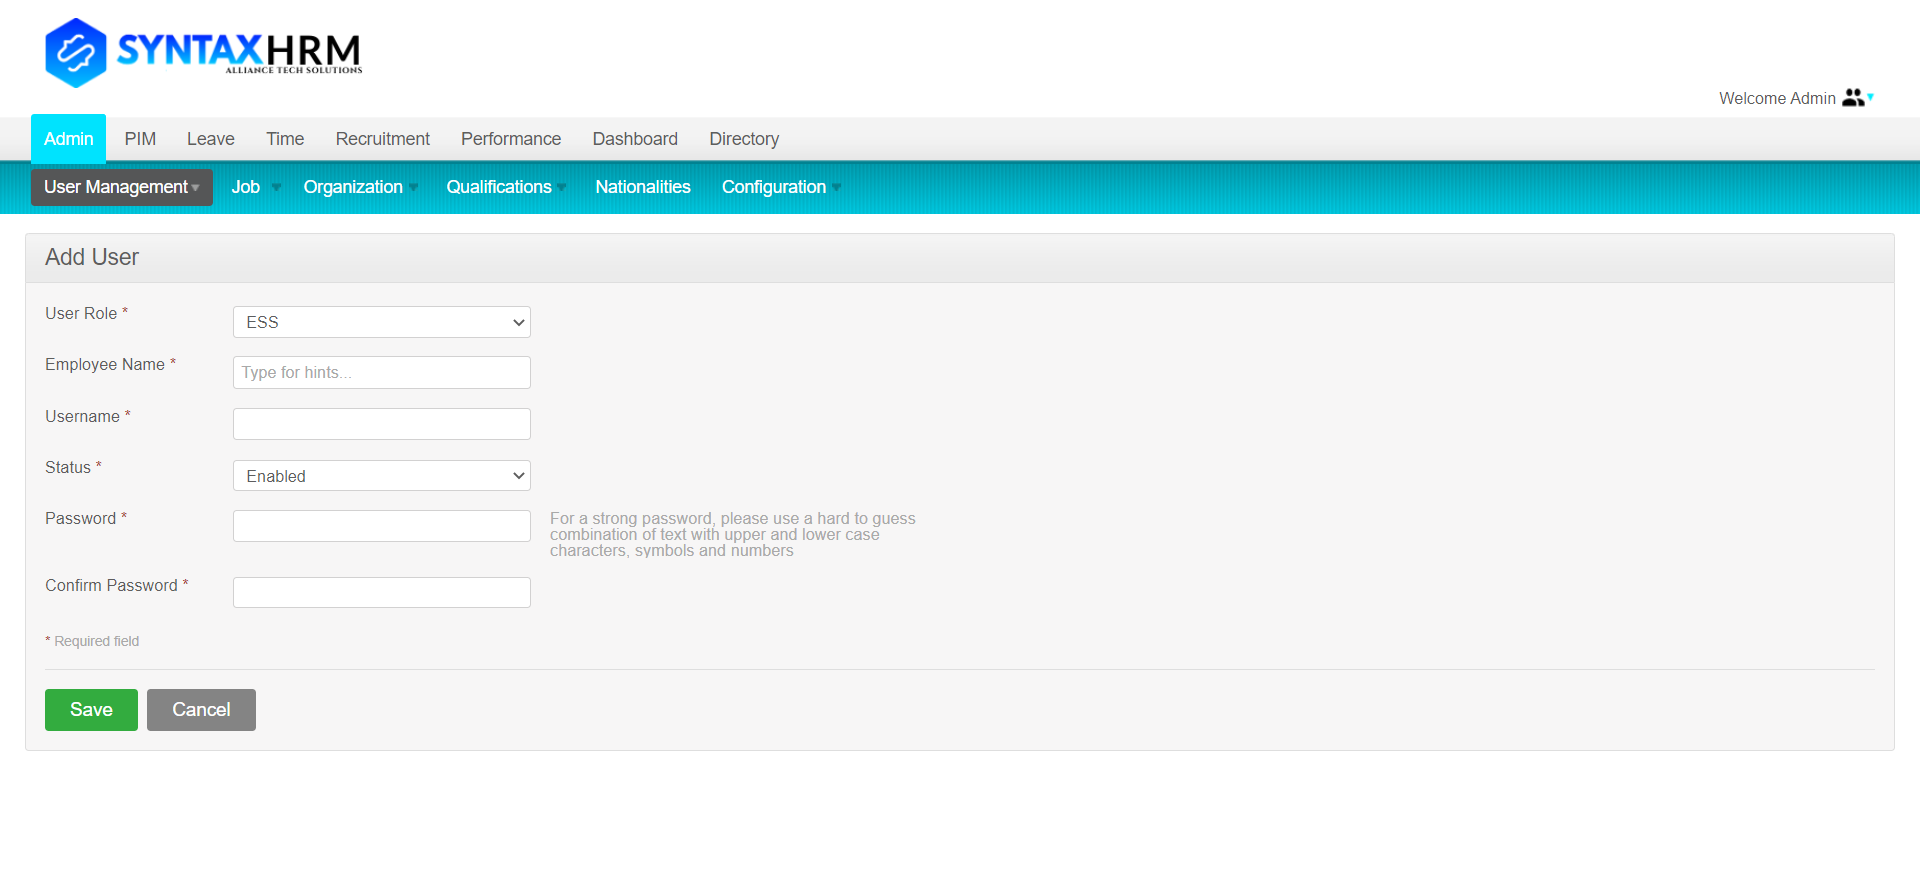 SYNTAXHRM
ALLIANCE TECH SOLUTIONS
Welcome Admin
Admin PIM Leave Time Recruitment Performance Dashboard Directory
User Management Job Organization Qualifications Nationalities Configuration
Add User
User Role *
ESS
Employee Name *
Type for hints...
Username *
Status *
Enabled
Password *
For a strong password, please use a hard to guess
combination of text with upper and lower case
characters, symbols and numbers
Confirm Password *
* Required field
Save Cancel